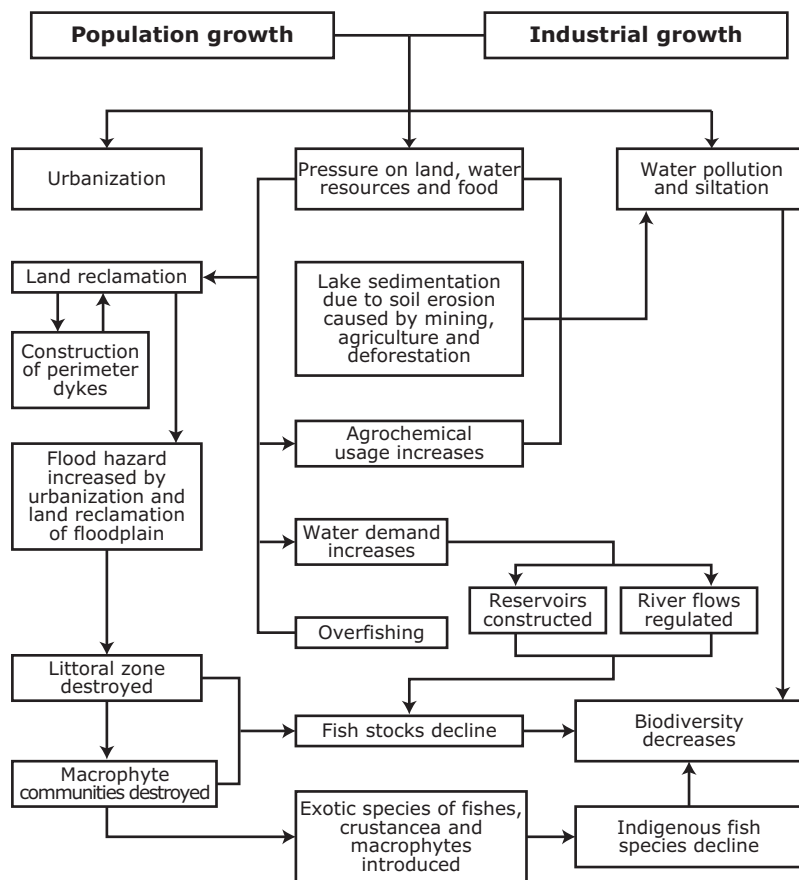 Population growth
Industrial growth
Urbanization
Pressure on land, water
resources and food
Water pollution
and siltation
Land reclamation
Lake sedimentation
due to soil erosion
caused by mining,
agriculture and
deforestation
Construction
of perimeter
dykes
Agrochemical
usage increases
Flood hazard
increased by
urbanization and
land reclamation
of floodplain
Water demand
increases
Reservoirs
constructed
River flows
regulated
Overfishing
Littoral zone
destroyed
Fish stocks decline
Biodiversity
decreases
Macrophyte
communities destroyed
Exotic species of fishes,
crustancea and
macrophytes
introduced
Indigenous fish
species decline